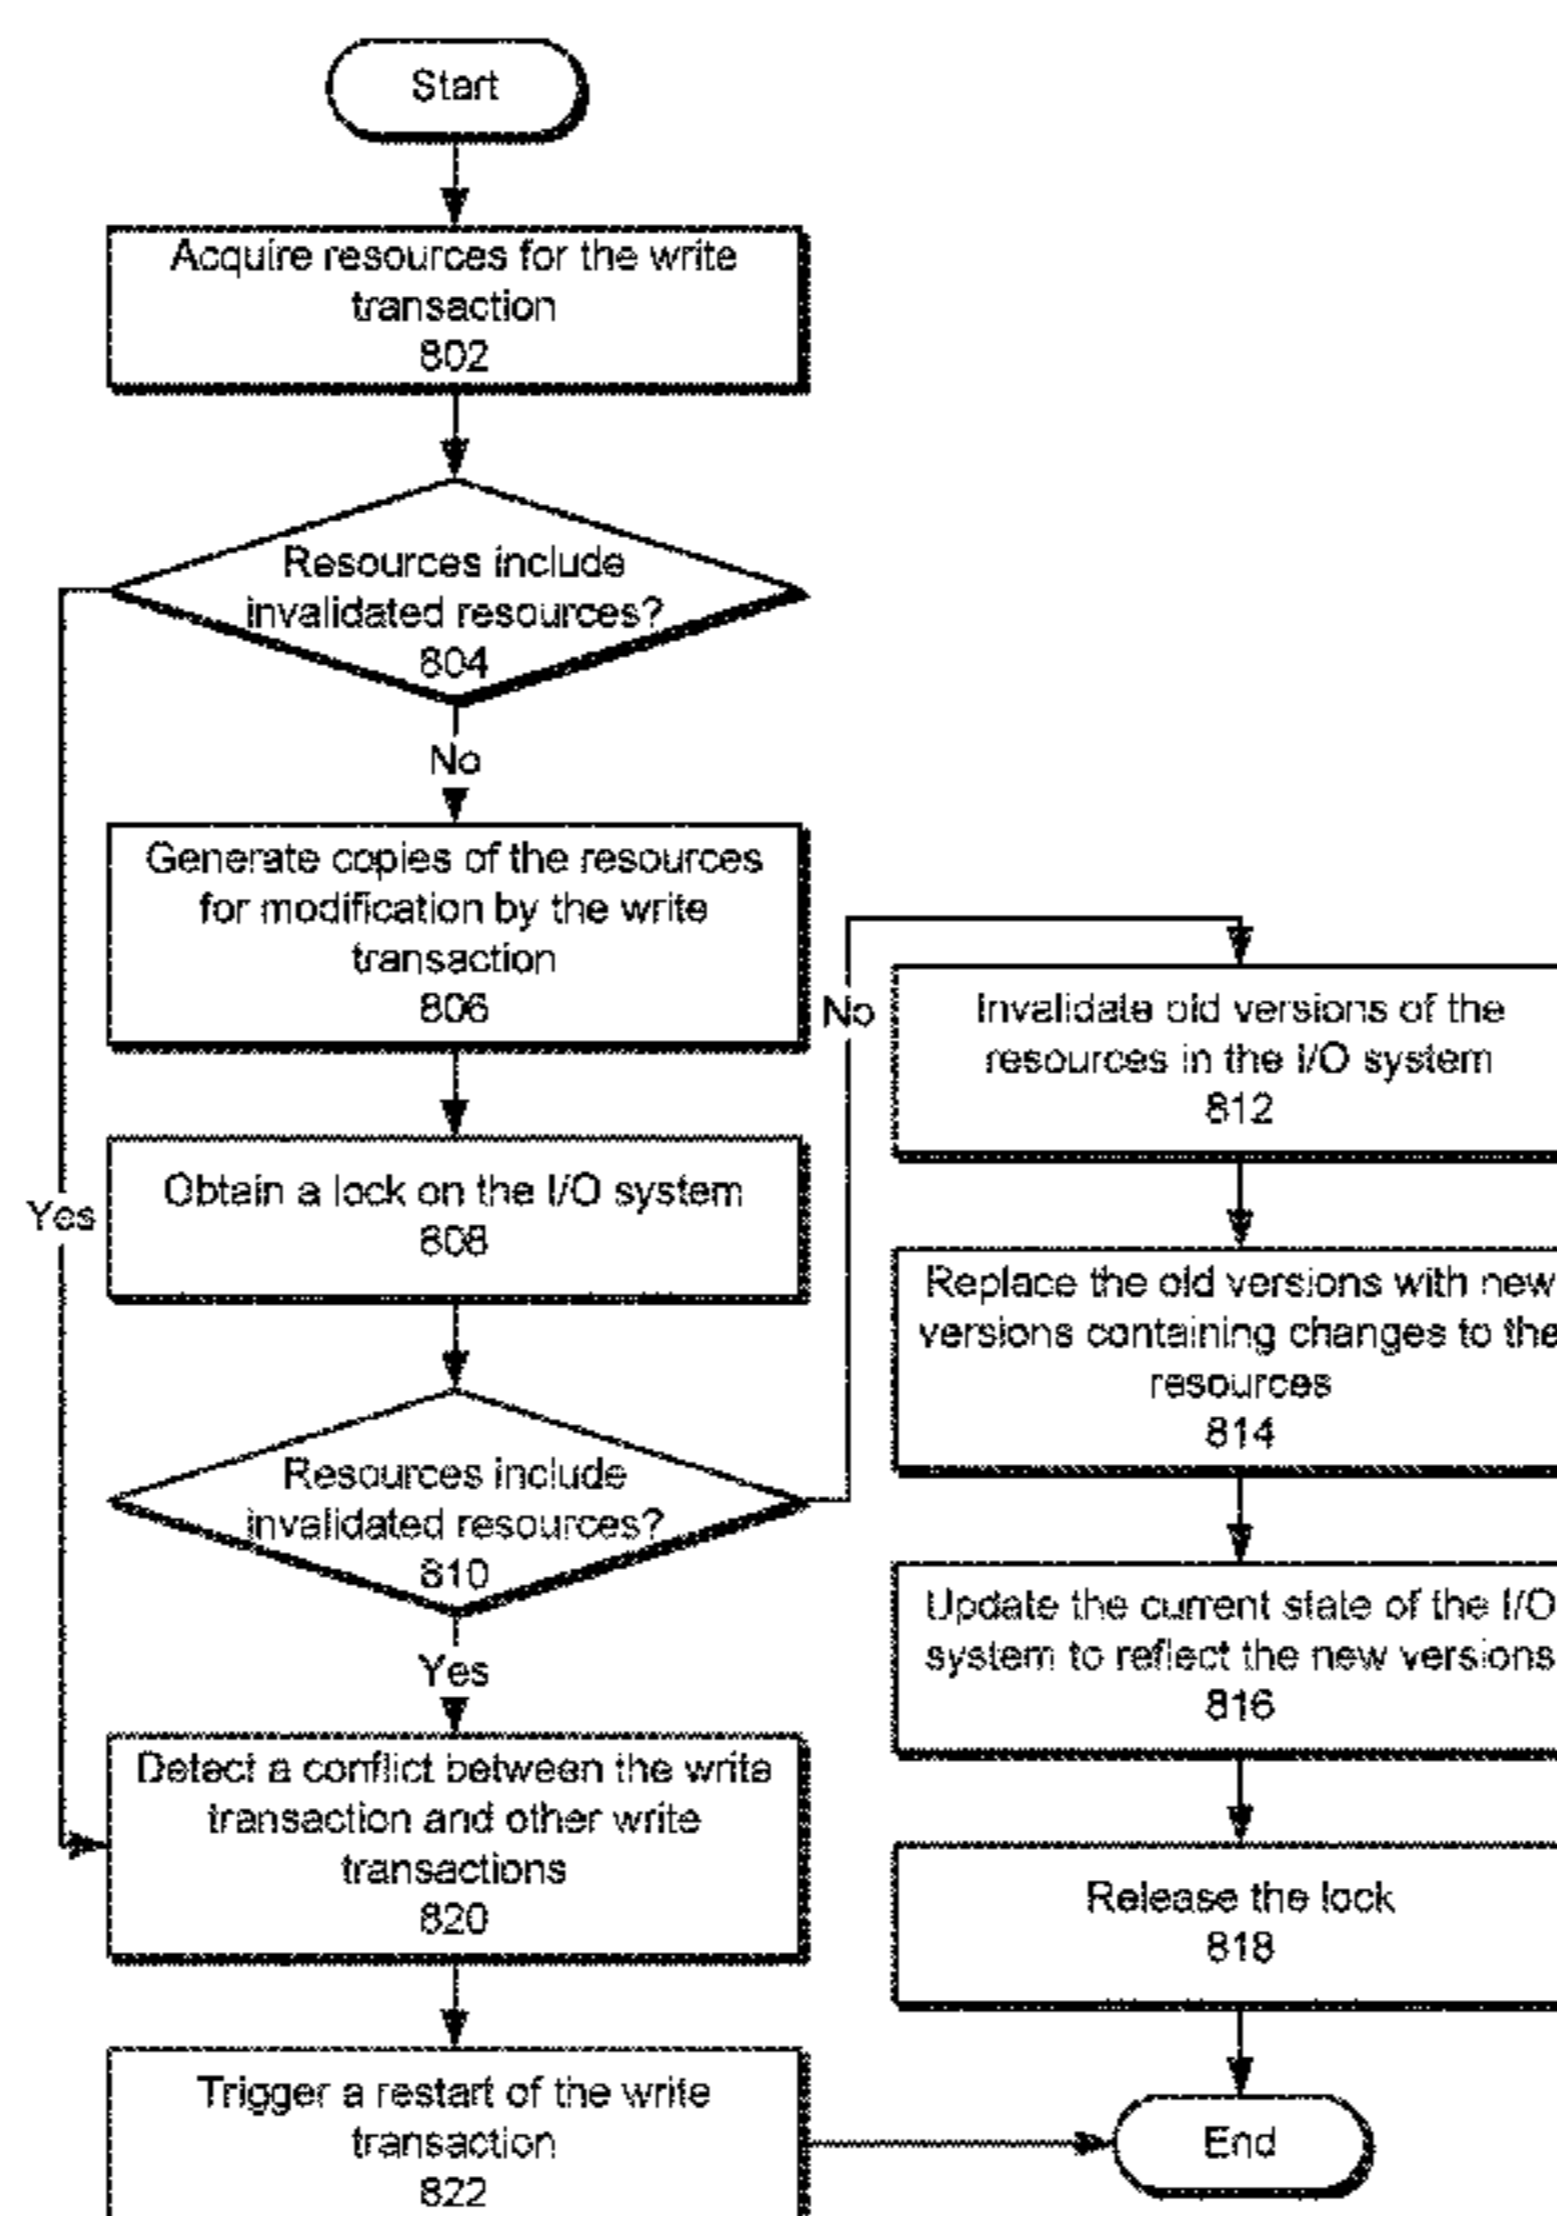 Start
Acquire resources for the write
transaction
802
Resources include
invalidated resources?
804
No
Generate copies of the resources
for modification by the write
transaction
806
Obtain a lock on the I/O system
808
Yes
Resources include
invalidated resources?
810
No
Yes
Detect a conflict between the write
transaction and other write
transactions
820
Trigger a restart of the write
transaction
822
Invalidate old versions of the
resources in the I/O system
812
Replace the old versions with new
versions containing changes to the
resources
814
Update the current state of the I/O
system to reflect the new versions
816
Release the lock
818
End